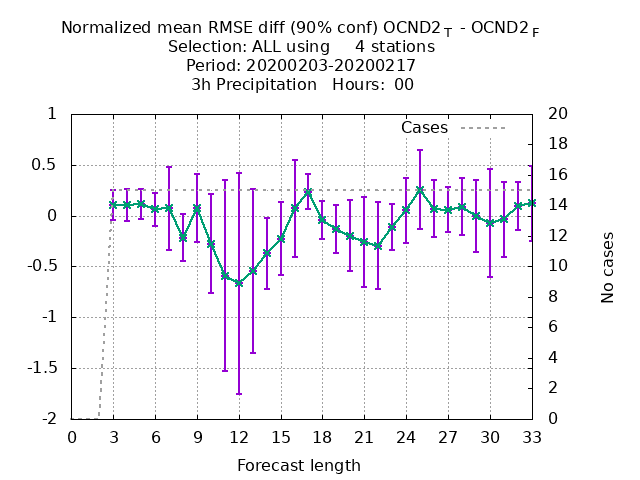 Normalized mean RMSE diff (90% conf) OCND2 T - OCND2 F
Selection: ALL using 4 stations
Period: 20200203-20200217
3h Precipitation Hours: 00
Cases
1
0.5
0
-0.5
-1
-1.5
-2
20
18
16
14
12
10
8
6
4
2
0
No cases
0 3 6 9 12 15 18 21 24 27 30 33
Forecast length